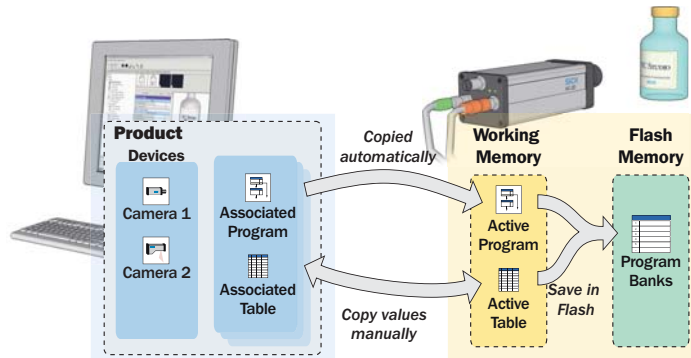 Product
Devices
Camera 1
Camera 2
Associated
Program
Associated
Table
Copied
automatically
Copy values
manually
Working
Memory
Active
Program
Active
Table
Save in
Flash
Flash
Memory
Program
Banks
SICK